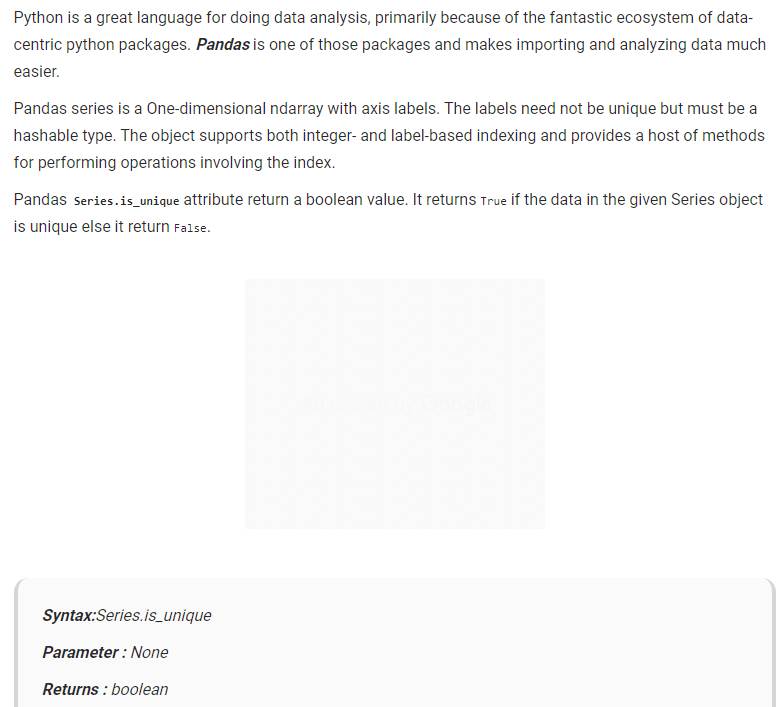 Python is a great language for doing data analysis, primarily because of the fantastic ecosystem of data-
centric python packages. Pandas is one of those packages and makes importing and analyzing data much
easier.
Pandas series is a One-dimensional ndarray with axis labels. The labels need not be unique but must be a
hashable type. The object supports both integer- and label-based indexing and provides a host of methods
for performing operations involving the index.
Pandas Series.is_unique attribute return a boolean value. It returns True if the data in the given Series object
is unique else it return False.
Syntax:Series.is_unique
Parameter : None
Returns : boolean